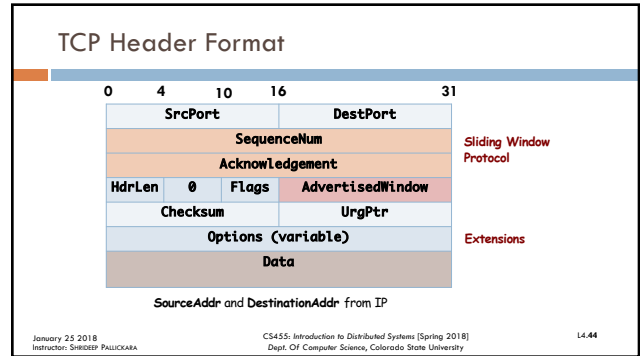 TCP Header Format
0 4 10 16 31
SrcPort DestPort
SequenceNum
Sliding Window
Protocol
Acknowledgement
HdrLen 0 Flags AdvertisedWindow
Checksum UrgPtr
Options (variable)
Extensions
Data
SourceAddr and DestinationAddr from IP
January 25 2018
Instructor: SHRIDEEP PALLICKARA
CS455: Introduction to Distributed Systems [Spring 2018]
Dept. Of Computer Science, Colorado State University
L4.44